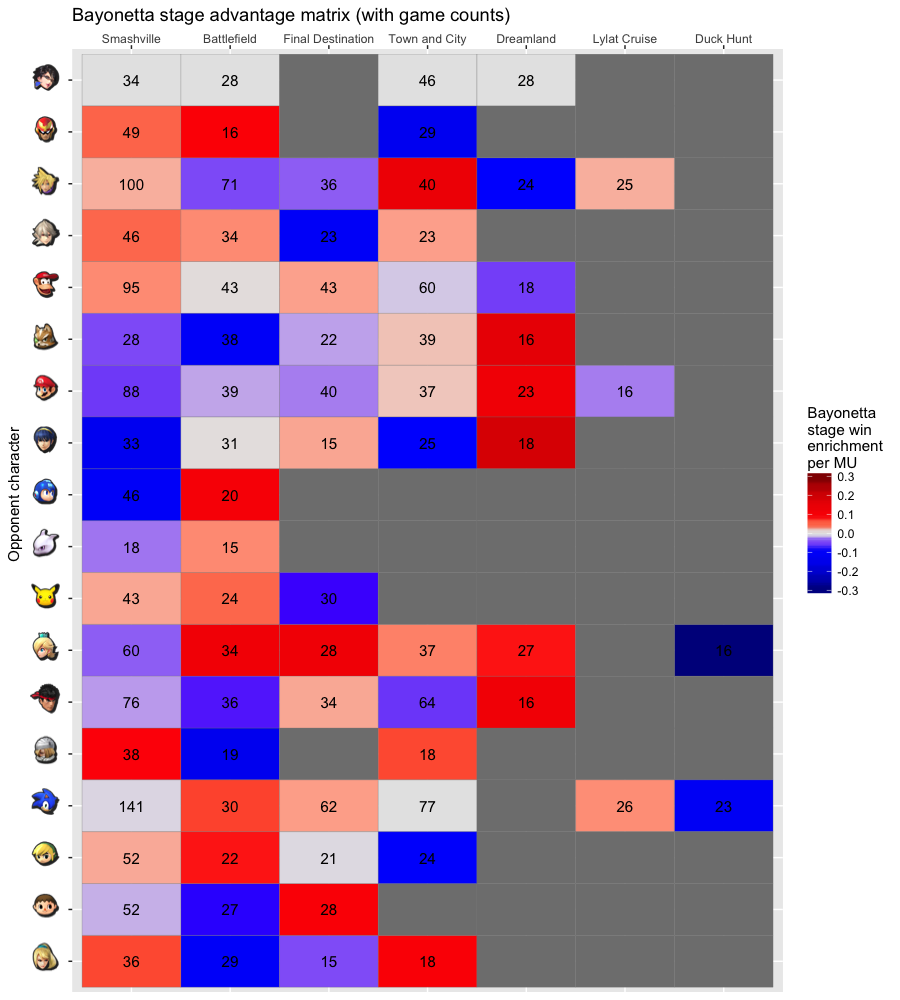 Bayonetta stage advantage matrix (with game counts)
Smashville Battlefield Final Destination Town and City Dreamland Lylat Cruise Duck Hunt
34 28 46 28
49 16 29
100 71 36 40 24 25
46 34 23 23
95 43 43 60 18
28 38 22 39 16
88 39 40 37 23 16
33 31 15 25 18
46 20
18 15
43 24 30
60 34 28 37 27 16
76 36 34 64 16
38 19 18
141 30 62 77 26 23
52 22 21 24
52 27 28
36 29 15 18
Opponent character
Bayonetta
stage win
enrichment
per MU
0.3
0.2
0.1
0.0
-0.1
-0.2
-0.3